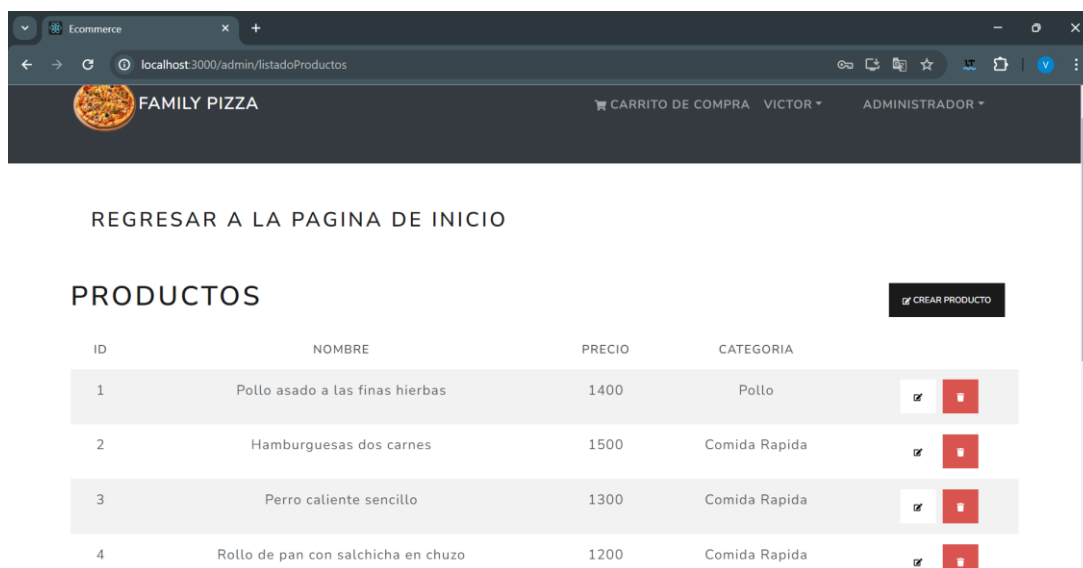 Ecommerce
localhost:3000/admin/listadoProductos
V
FAMILY PIZZA
CARRITO DE COMPRA VICTOR ADMINISTRADOR
REGRESAR A LA PAGINA DE INICIO
PRODUCTOS
CREAR PRODUCTO
ID NOMBRE PRECIO CATEGORIA
1 Pollo asado a las finas hierbas 1400 Pollo
2 Hamburguesas dos carnes 1500 Comida Rapida
3 Perro caliente sencillo 1300 Comida Rapida
4 Rollo de pan con salchicha en chuzo 1200 Comida Rapida